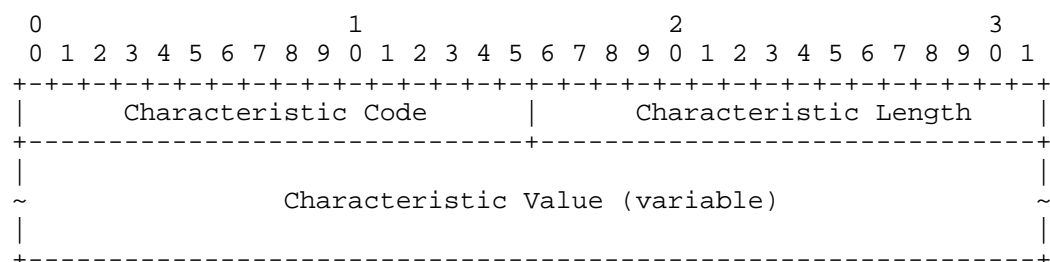 0                   1                   2                   3
 0 1 2 3 4 5 6 7 8 9 0 1 2 3 4 5 6 7 8 9 0 1 2 3 4 5 6 7 8 9 0 1
+-+-+-+-+-+-+-+-+-+-+-+-+-+-+-+-+-+-+-+-+-+-+-+-+-+-+-+-+-+-+-+-+
|      Characteristic Code      |     Characteristic Length     |
+-------------------------------+-------------------------------+
|                                                               |
~                Characteristic Value (variable)                ~
|                                                               |
+---------------------------------------------------------------+